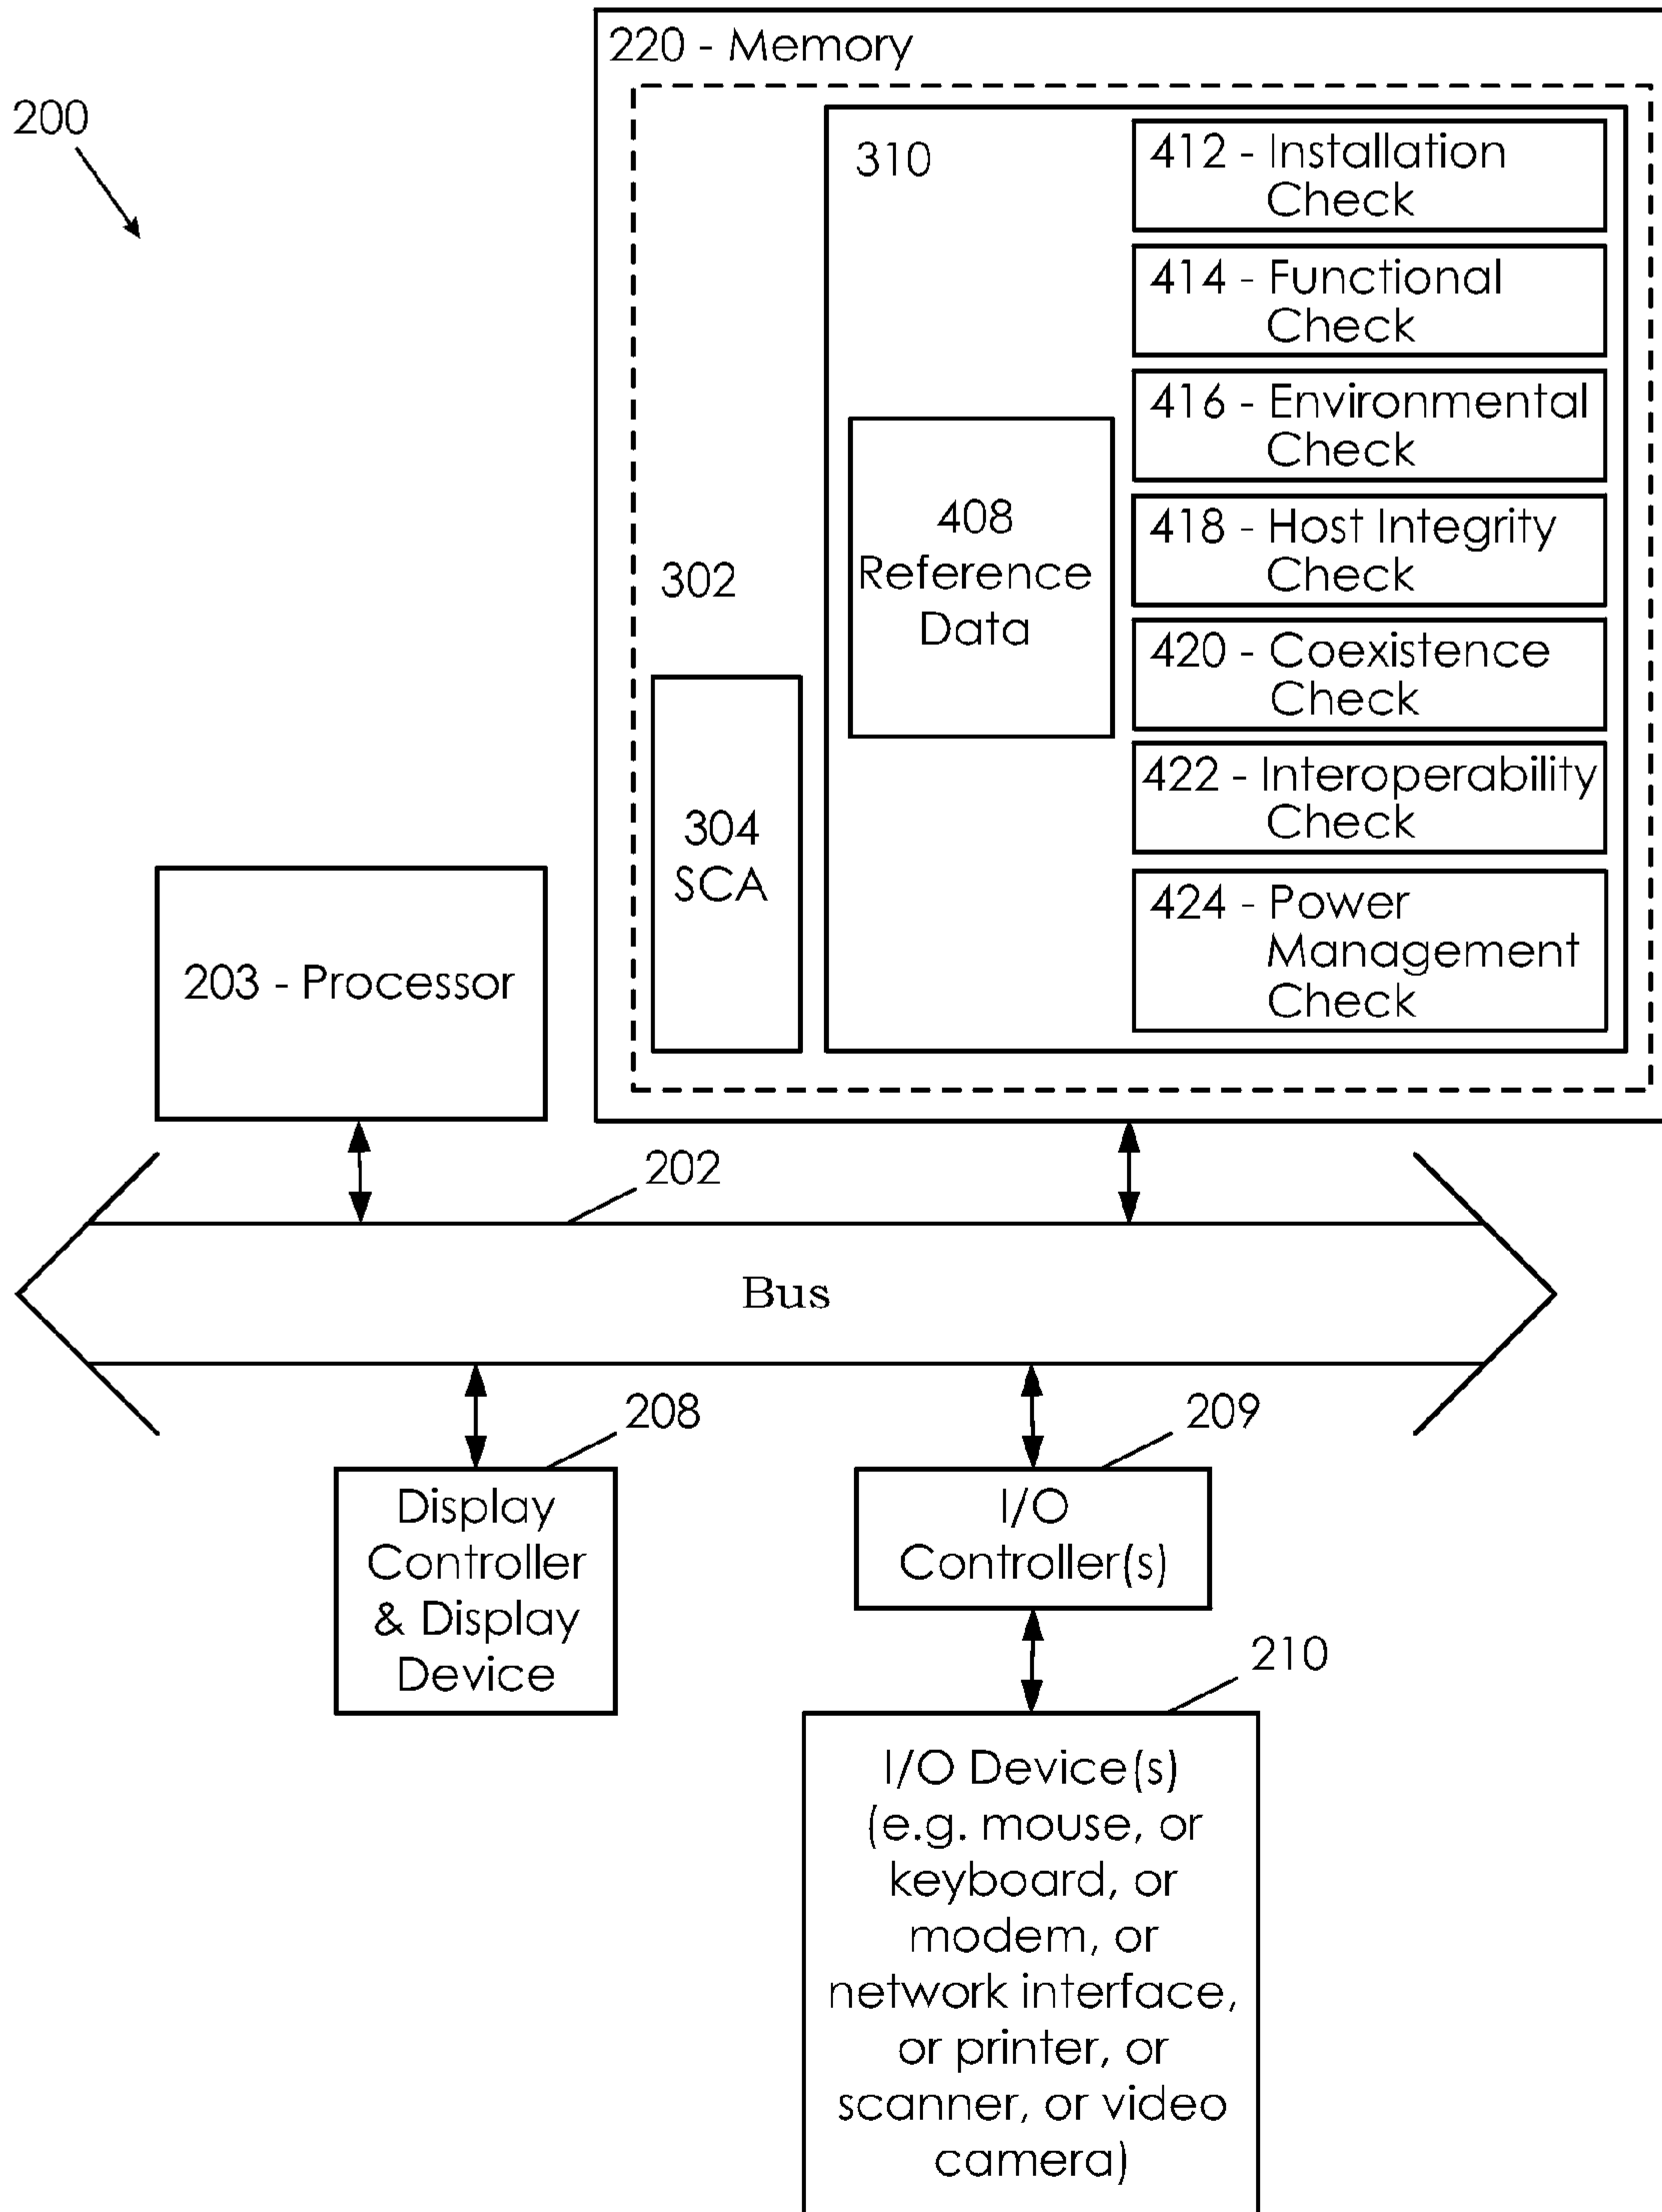 220 - Memory
200
310
412 - Installation
Check
414 - Functional
Check
416 - Environmental
Check
408
Reference
Data
418 - Host Integrity
Check
302
420 - Coexistence
Check
422 - Interoperability
Check
304
SCA
424 - Power
Management
Check
203 - Processor
202
Bus
208
Display
Controller
& Display
Device
209
I/O
Controller(s)
210
I/O Device(s)
(e.g. mouse, or
keyboard, or
modem, or
network interface,
or printer, or
scanner, or video
camera)